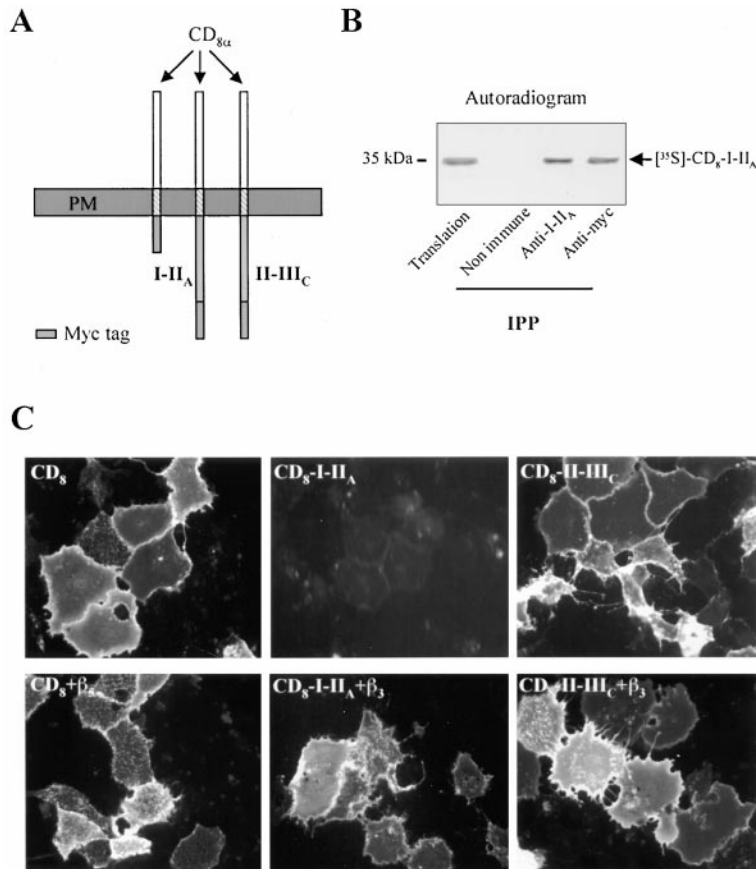 A
CD8α
PM
I-IIA
II-IIIC
Myc tag
B
Autoradiogram
35 kDa
[35S]-CD8-I-IIA
Translation
Non immune
Anti-I-IIA
Anti-myc
IPP
C
CD8
CD8-I-IIA
CD8-II-IIIC
CD8+β3
CD8-I-IIA+β3
CD -II-IIIC+β3